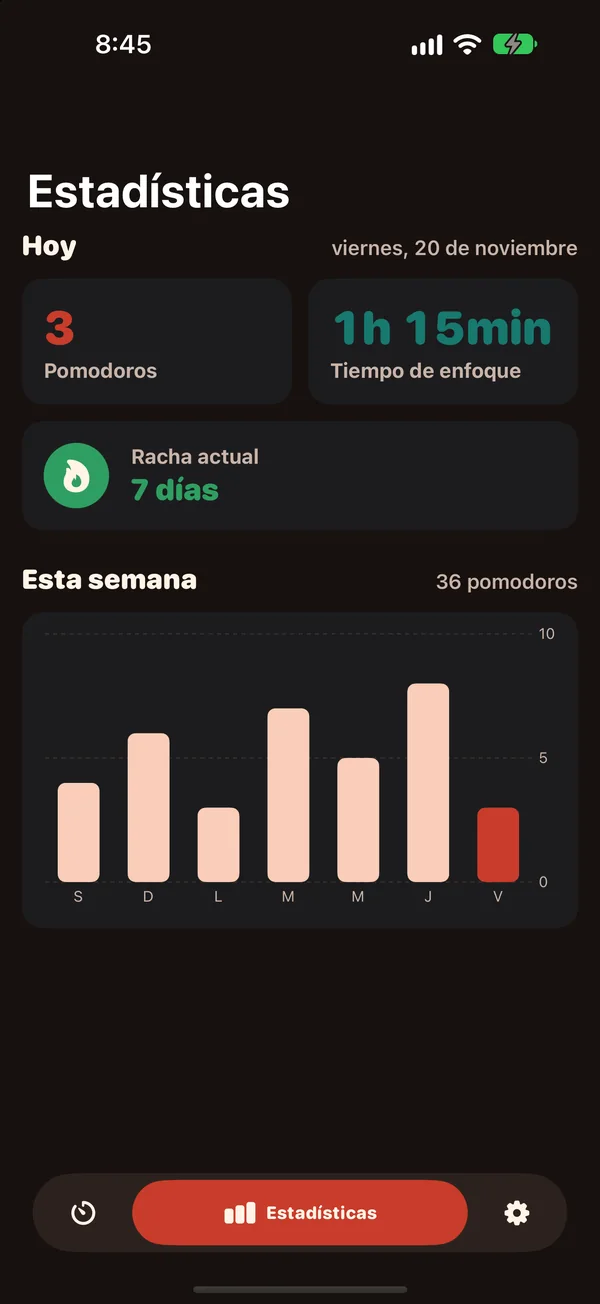 8:45
Estadísticas
Hoy
viernes, 20 de noviembre
3
Pomodoros
1h 15min
Tiempo de enfoque
Racha actual
7 días
Esta semana
36 pomodoros
10
5
0
S D L M M J V
Estadísticas